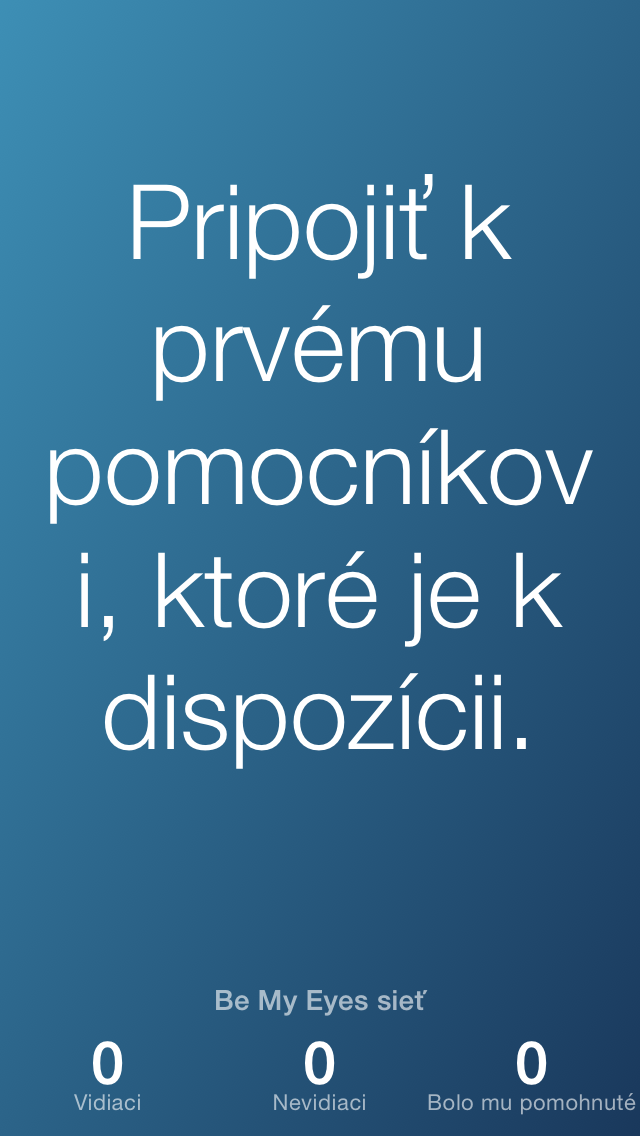 Pripojiť k
prvému
pomocníkov
i, ktoré je k
dispozícii.
Be My Eyes sieť
0 0 0
Vidiaci Nevidiaci Bolo mu pomohnuté